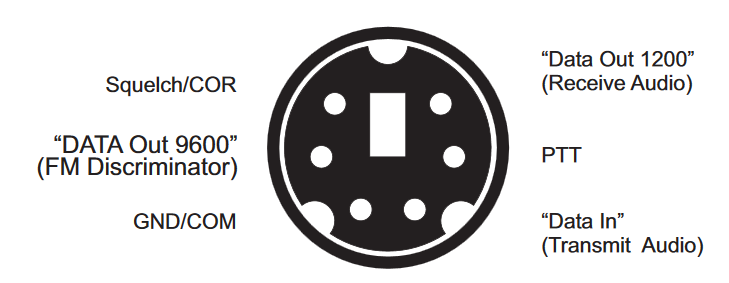 Squelch/COR
“DATA Out 9600”
(FM Discriminator)
GND/COM
“Data Out 1200”
(Receive Audio)
PTT
“Data In”
(Transmit Audio)